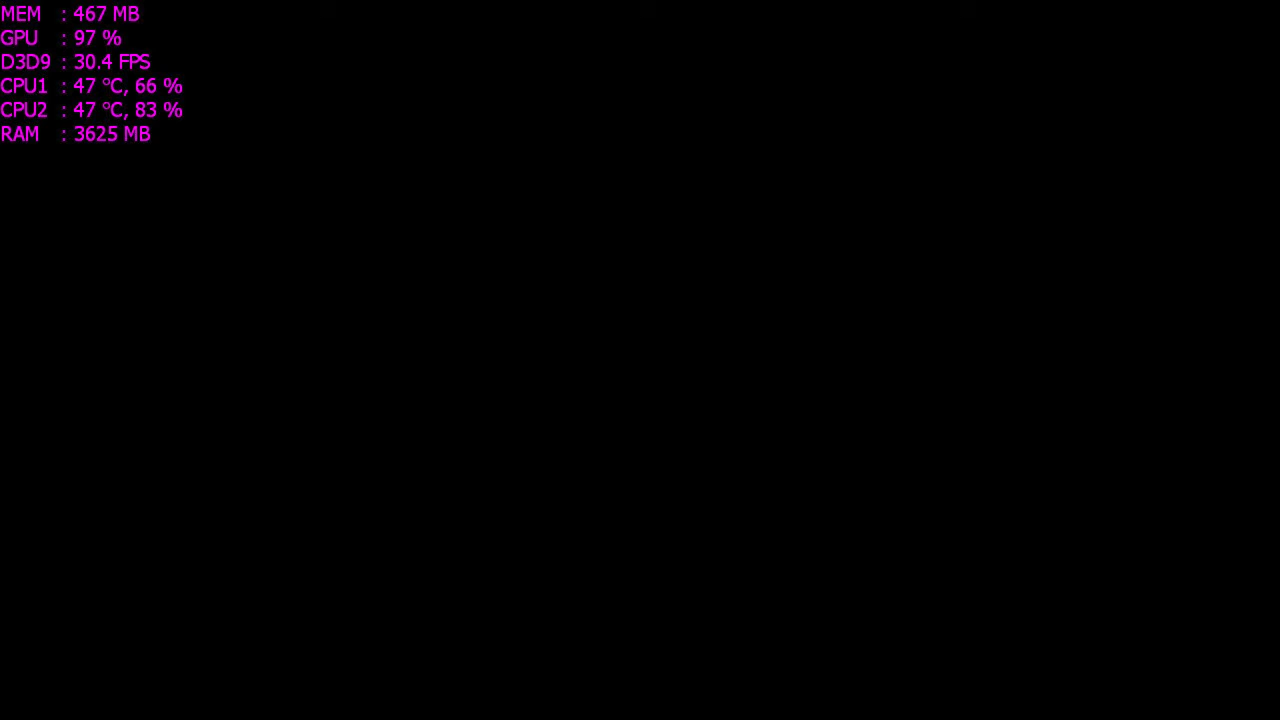 MEM : 467 MB
GPU : 97 %
D3D9 : 30.4 FPS
CPU1 : 47 °C, 66 %
CPU2 : 47 °C, 83 %
RAM : 3625 MB